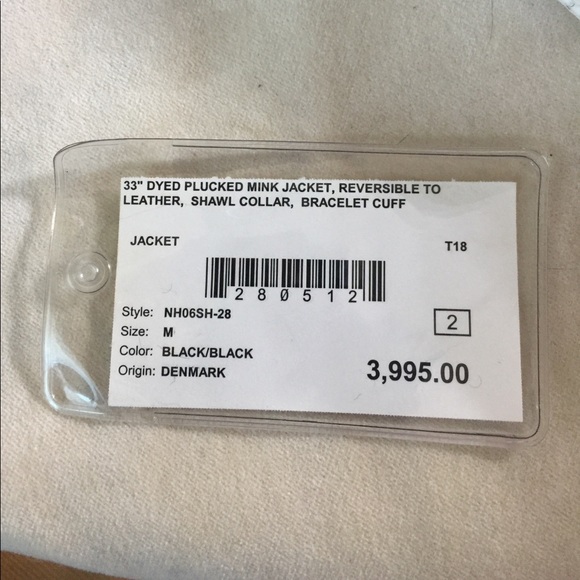 33" DYED PLUCKED MINK JACKET, REVERSIBLE TO
LEATHER, SHAWL COLLAR, BRACELET CUFF
JACKET T18
280512
Style: NH06SH-28
Size: M 2
Color: BLACK/BLACK
Origin: DENMARK 3,995.00